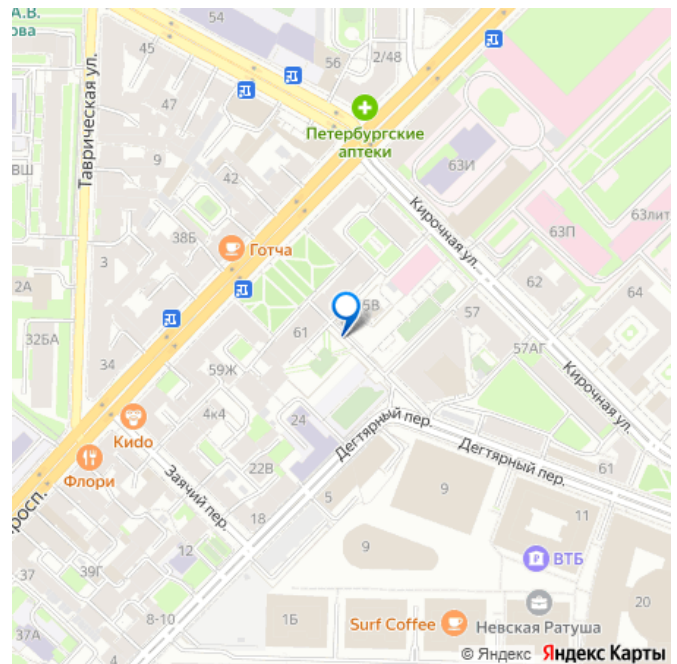 А.В.
ова
54
45
56
2/48
Таврическая ул.
47
Петербургские
аптеки
ВШ
9
63И
42
Кирочная ул.
63лит
38Б
Готча
63П
3
2А
62
64
5В
57
61
32БА
57АГ
34
59Ж
Кирочная ул.
4к4
Кидо
24
Дегтярный пер.
Дегтярный пер.
61
Флори
Заячий пер.
22В
росп.
5
9
18
11
12
9
ВТБ
37
39Г
20
8-10
1Б
Surf Coffee
Невская Ратуша
37А
© Яндекс Яндекс Карты